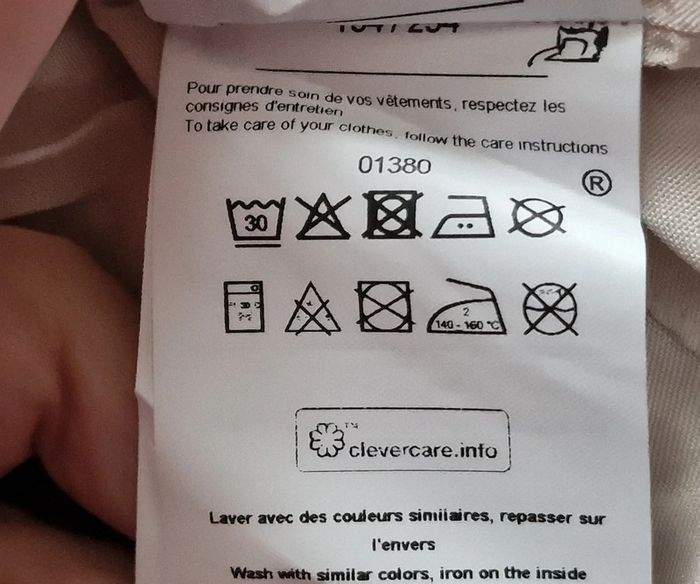 Pour prendre soin de vos vêtements, respectez les
consignes d'entretien
To take care of your clothes, follow the care instructions
01380
®
30
2
140 - 160 °C
™
clevercare.info
Laver avec des couleurs similaires, repasser sur
l'envers
Wash with similar colors, iron on the inside